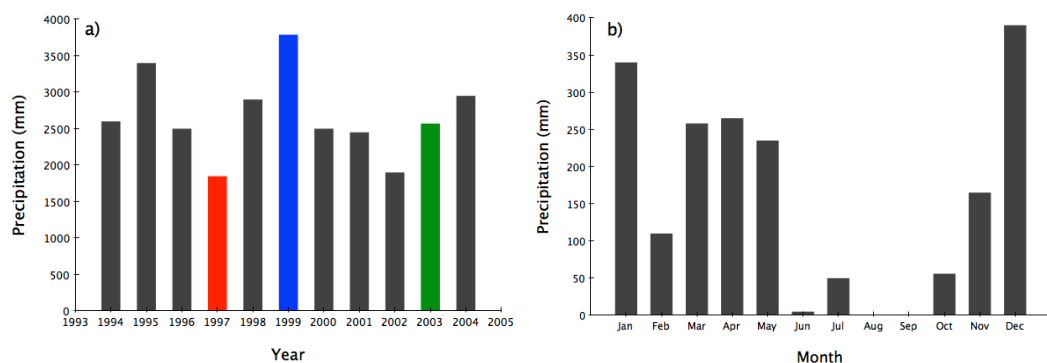 a)
Precipitation (mm)
4000
3500
3000
2500
2000
1500
1000
500
0
1993 1994 1995 1996 1997 1998 1999 2000 2001 2002 2003 2004 2005
Year
b)
Precipitation (mm)
400
350
300
250
200
150
100
50
0
Jan Feb Mar Apr May Jun Jul Aug Sep Oct Nov Dec
Month